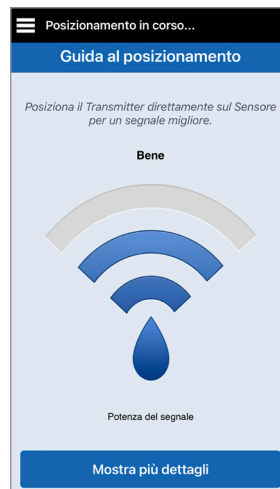 Posizionamento in corso...
Guida al posizionamento
Posiziona il Transmitter direttamente sul Sensore
per un segnale migliore.
Bene
Potenza del segnale
Mostra più dettagli